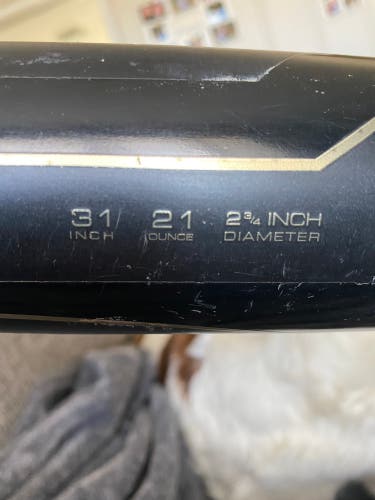 31 21 2¾ INCH
INCH OUNCE DIAMETER